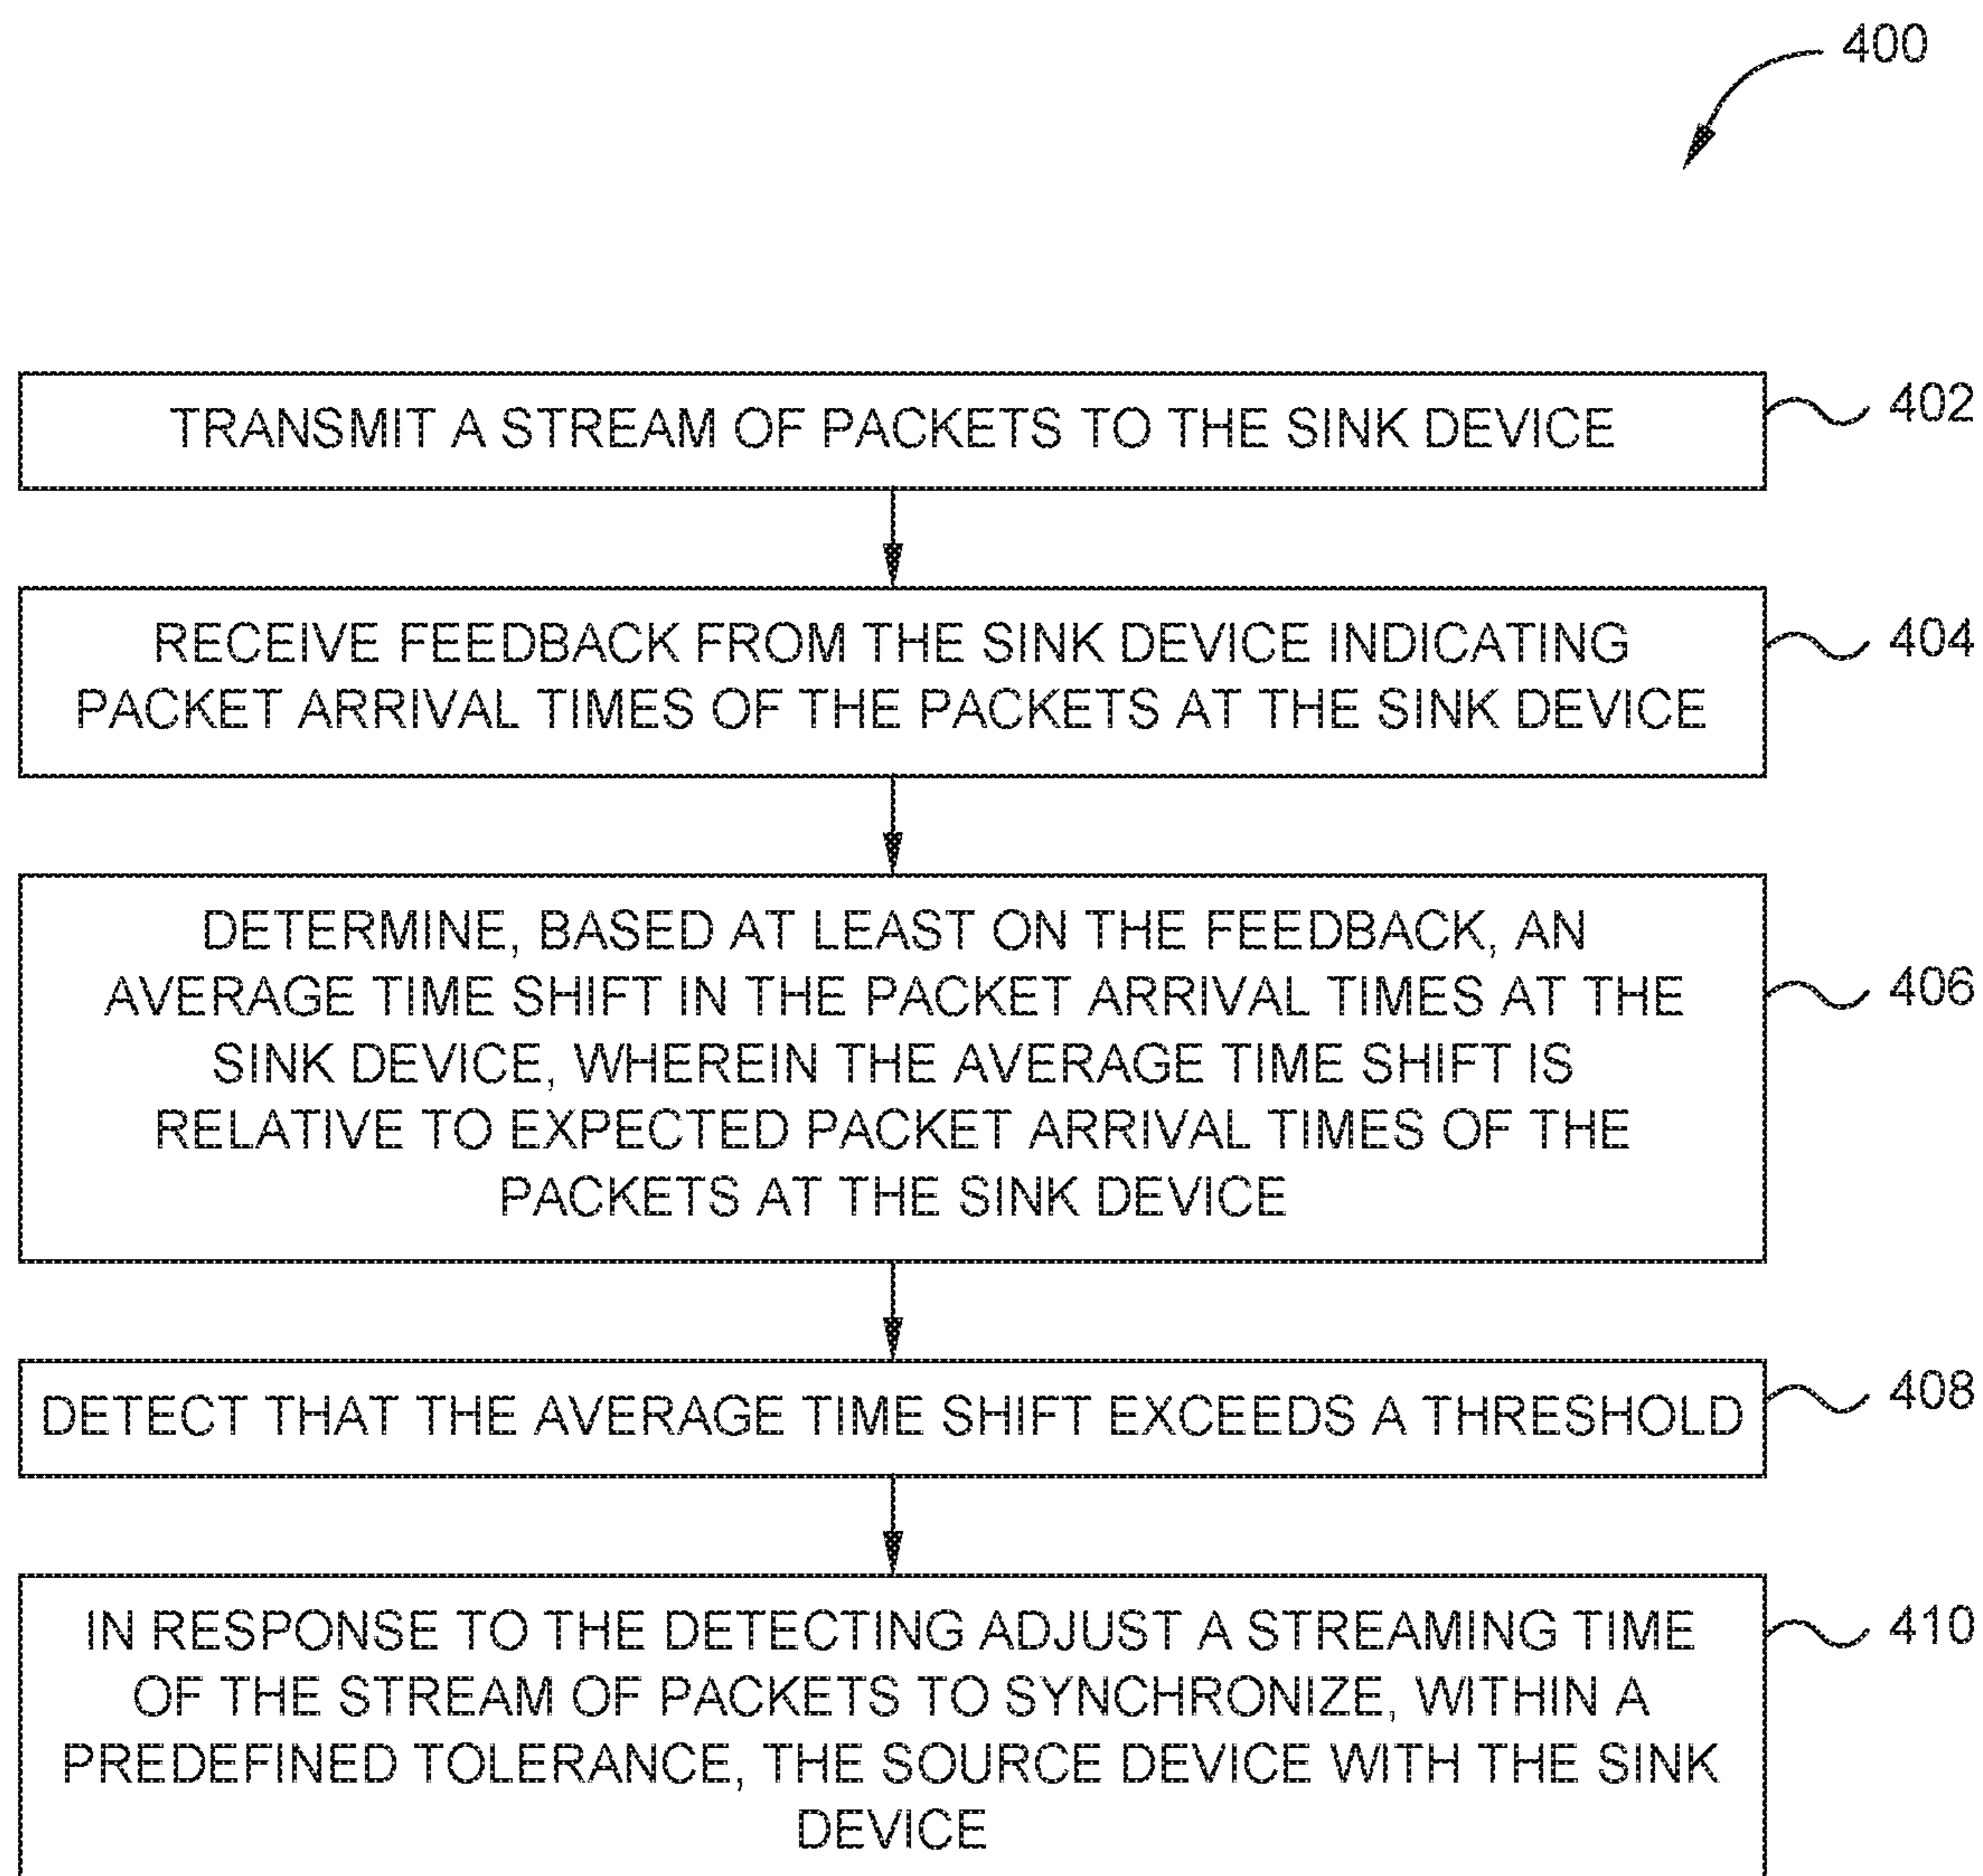 400
TRANSMIT A STREAM OF PACKETS TO THE SINK DEVICE
402
RECEIVE FEEDBACK FROM THE SINK DEVICE INDICATING
PACKET ARRIVAL TIMES OF THE PACKETS AT THE SINK DEVICE
404
DETERMINE, BASED AT LEAST ON THE FEEDBACK, AN
AVERAGE TIME SHIFT IN THE PACKET ARRIVAL TIMES AT THE
SINK DEVICE, WHEREIN THE AVERAGE TIME SHIFT IS
RELATIVE TO EXPECTED PACKET ARRIVAL TIMES OF THE
PACKETS AT THE SINK DEVICE
406
DETECT THAT THE AVERAGE TIME SHIFT EXCEEDS A THRESHOLD
408
IN RESPONSE TO THE DETECTING ADJUST A STREAMING TIME
OF THE STREAM OF PACKETS TO SYNCHRONIZE, WITHIN A
PREDEFINED TOLERANCE, THE SOURCE DEVICE WITH THE SINK
DEVICE
410